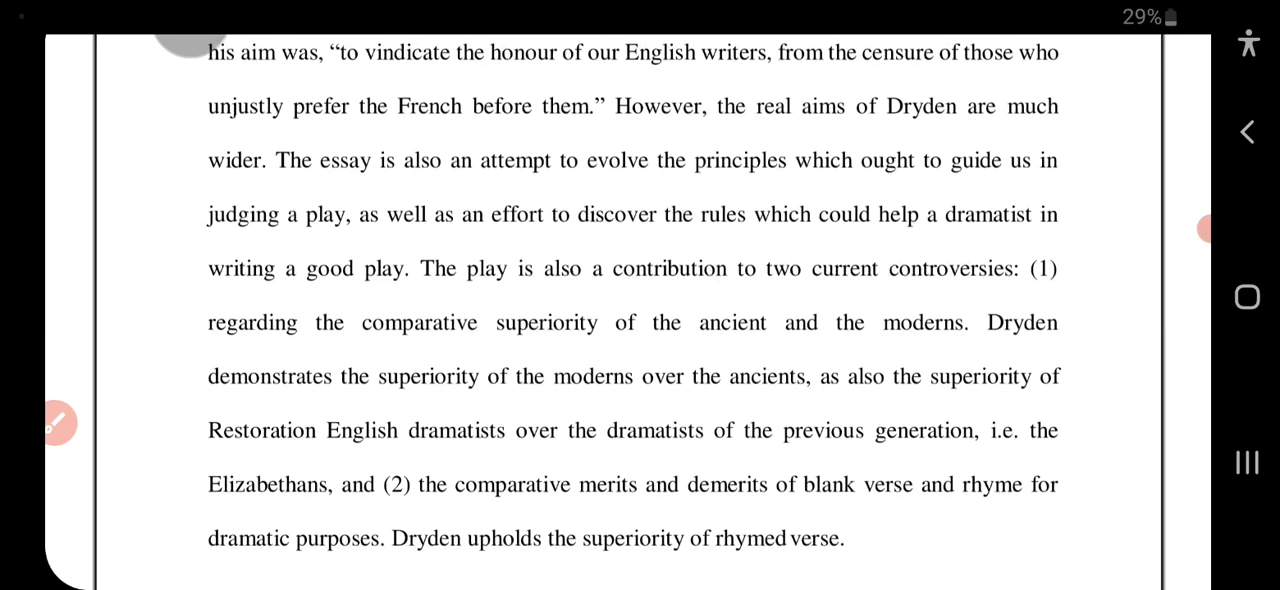 29%
his aim was, “to vindicate the honour of our English writers, from the censure of those who
unjustly prefer the French before them.” However, the real aims of Dryden are much
wider. The essay is also an attempt to evolve the principles which ought to guide us in
judging a play, as well as an effort to discover the rules which could help a dramatist in
writing a good play. The play is also a contribution to two current controversies: (1)
regarding the comparative superiority of the ancient and the moderns. Dryden
demonstrates the superiority of the moderns over the ancients, as also the superiority of
Restoration English dramatists over the dramatists of the previous generation, i.e. the
Elizabethans, and (2) the comparative merits and demerits of blank verse and rhyme for
dramatic purposes. Dryden upholds the superiority of rhymed verse.